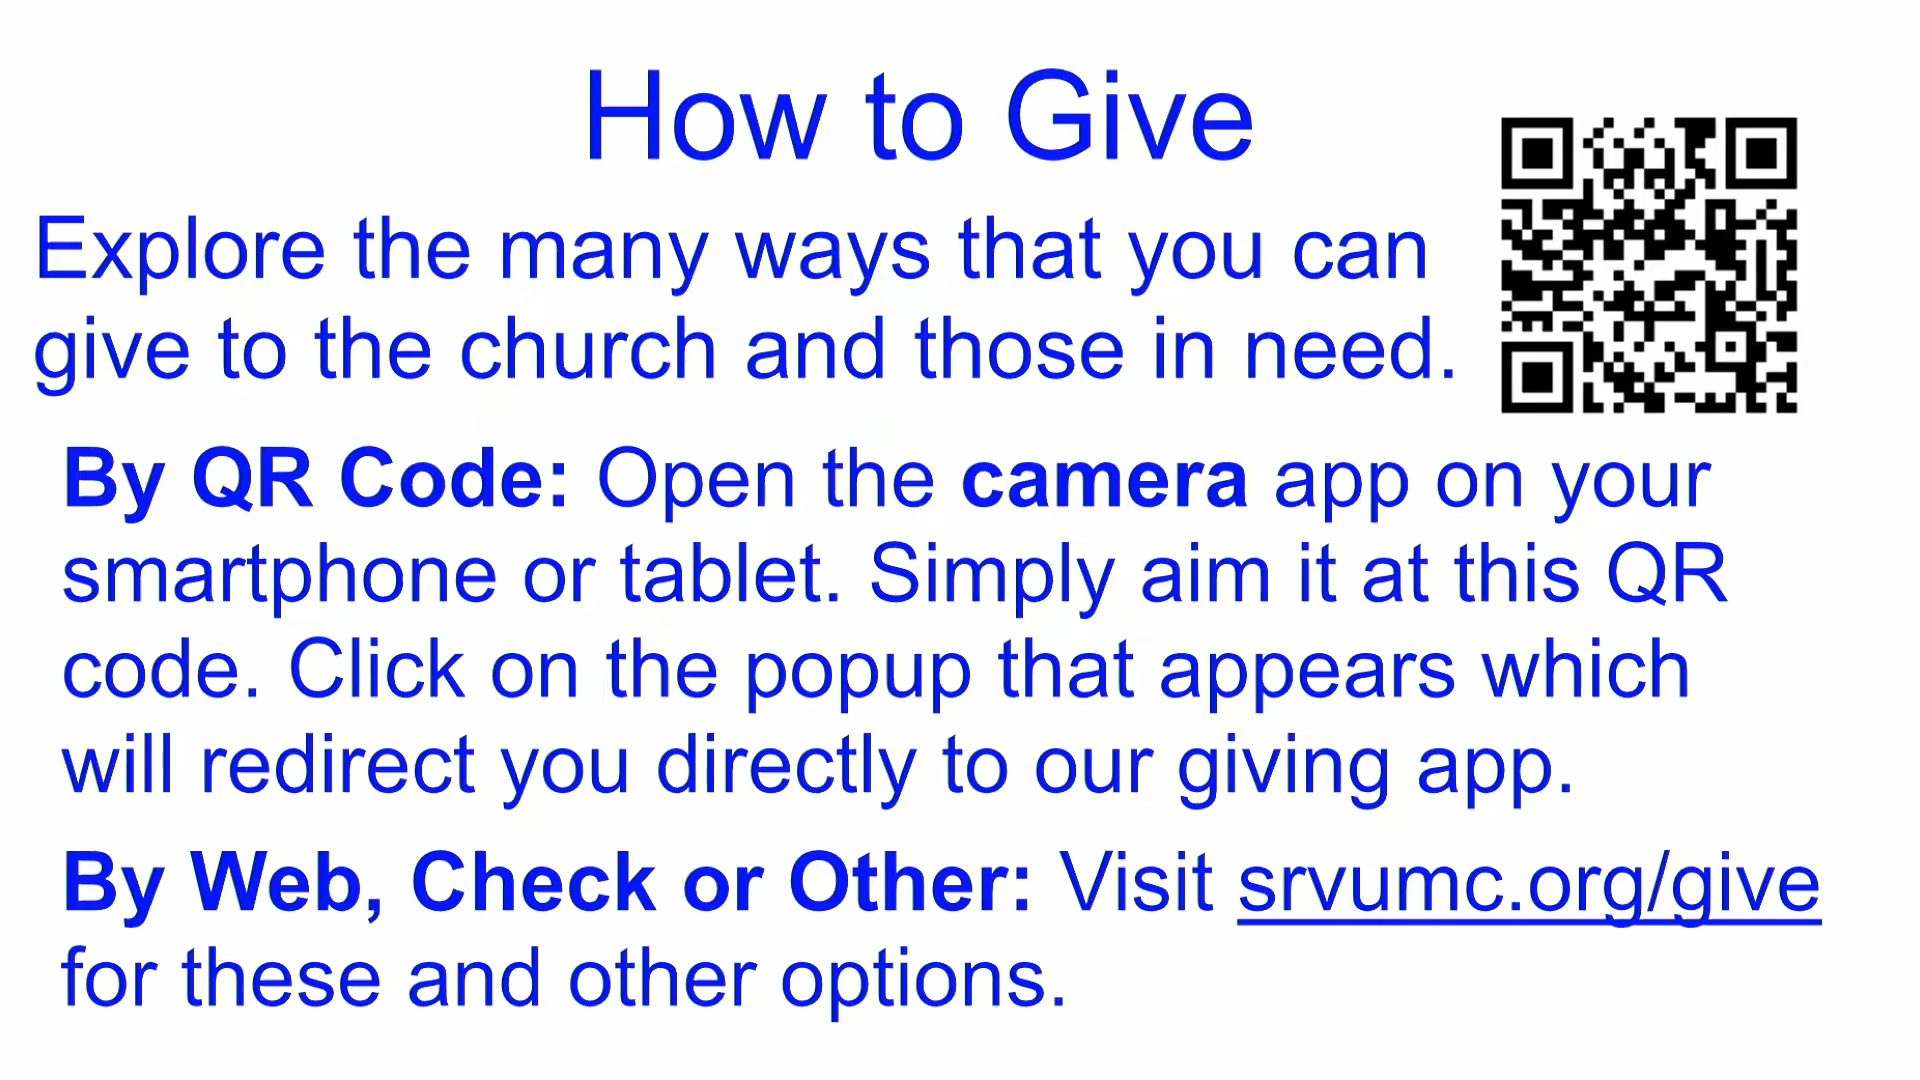 How to Give
Explore the many ways that you can
give to the church and those in need.
By QR Code: Open the camera app on your
smartphone or tablet. Simply aim it at this QR
code. Click on the popup that appears which
will redirect you directly to our giving app.
By Web, Check or Other: Visit srvumc.org/give
for these and other options.